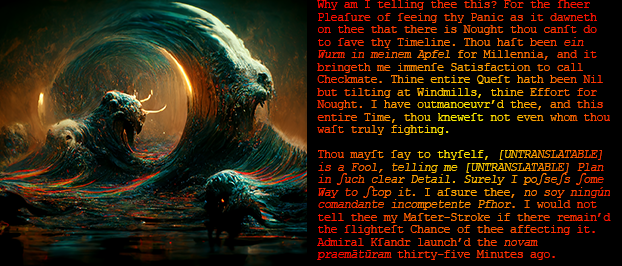 Why am I telling thee this? For the ſheer
Pleaſure of ſeeing thy Panic as it dawneth
on thee that there is Nought thou canſt do
to ſave thy Timeline. Thou haſt been ein
Wurm in meinem Apfel for Millennia, and it
bringeth me immenſe Satisfaction to call
Checkmate. Thine entire Queſt hath been Nil
but tilting at Windmills, thine Effort for
Nought. I have outmanoeuvr'd thee, and this
entire Time, thou kneweſt not even whom thou
waſt truly fighting.
Thou mayſt ſay to thyſelf, [UNTRANSLATABLE]
is a Fool, telling me [UNTRANSLATABLE] Plan
in ſuch clear Detail. Surely I poſseſs ſome
Way to ſtop it. I aſsure thee, no soy ningún
comandante incompetente Pfhor. I would not
tell thee my Maſter-Stroke if there remain'd
the ſlighteſt Chance of thee affecting it.
Admiral Kſandr launch'd the novam
praemātūram thirty-five Minutes ago.